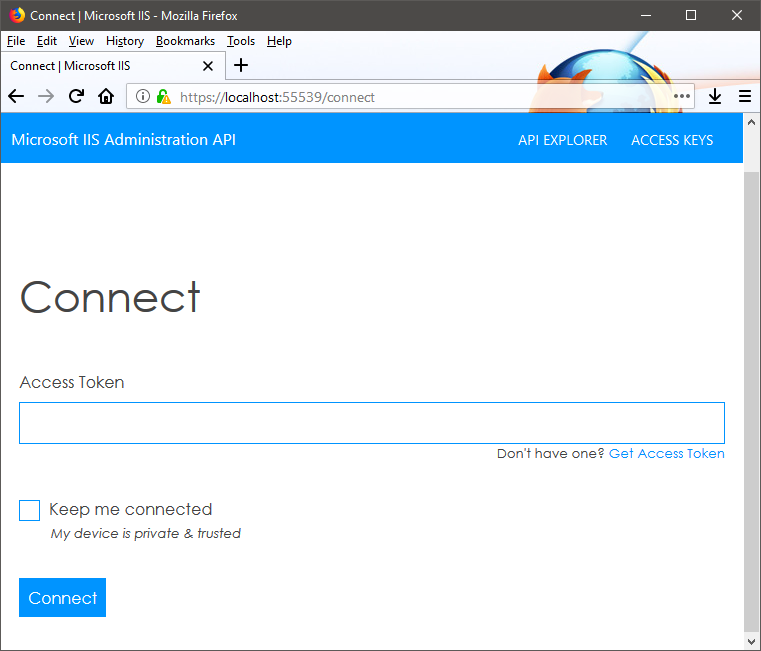 Connect | Microsoft IIS - Mozilla Firefox
File Edit View History Bookmarks Tools Help
Connect | Microsoft IIS
https://localhost:55539/connect
Microsoft IIS Administration API API EXPLORER ACCESS KEYS
Connect
Access Token
Don't have one? Get Access Token
Keep me connected
My device is private & trusted
Connect